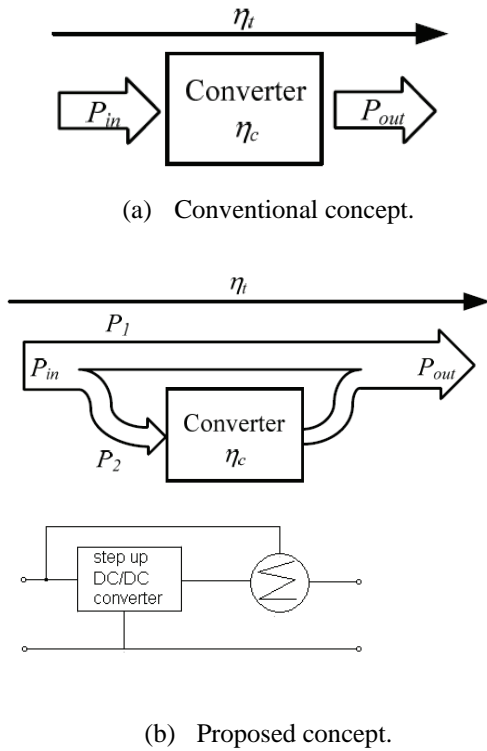 ηt
Pin
Converter
ηc
Pout
(a) Conventional concept.
ηt
P1
Pin
Pout
Converter
ηc
P2
step up
DC/DC
converter
Σ
(b) Proposed concept.